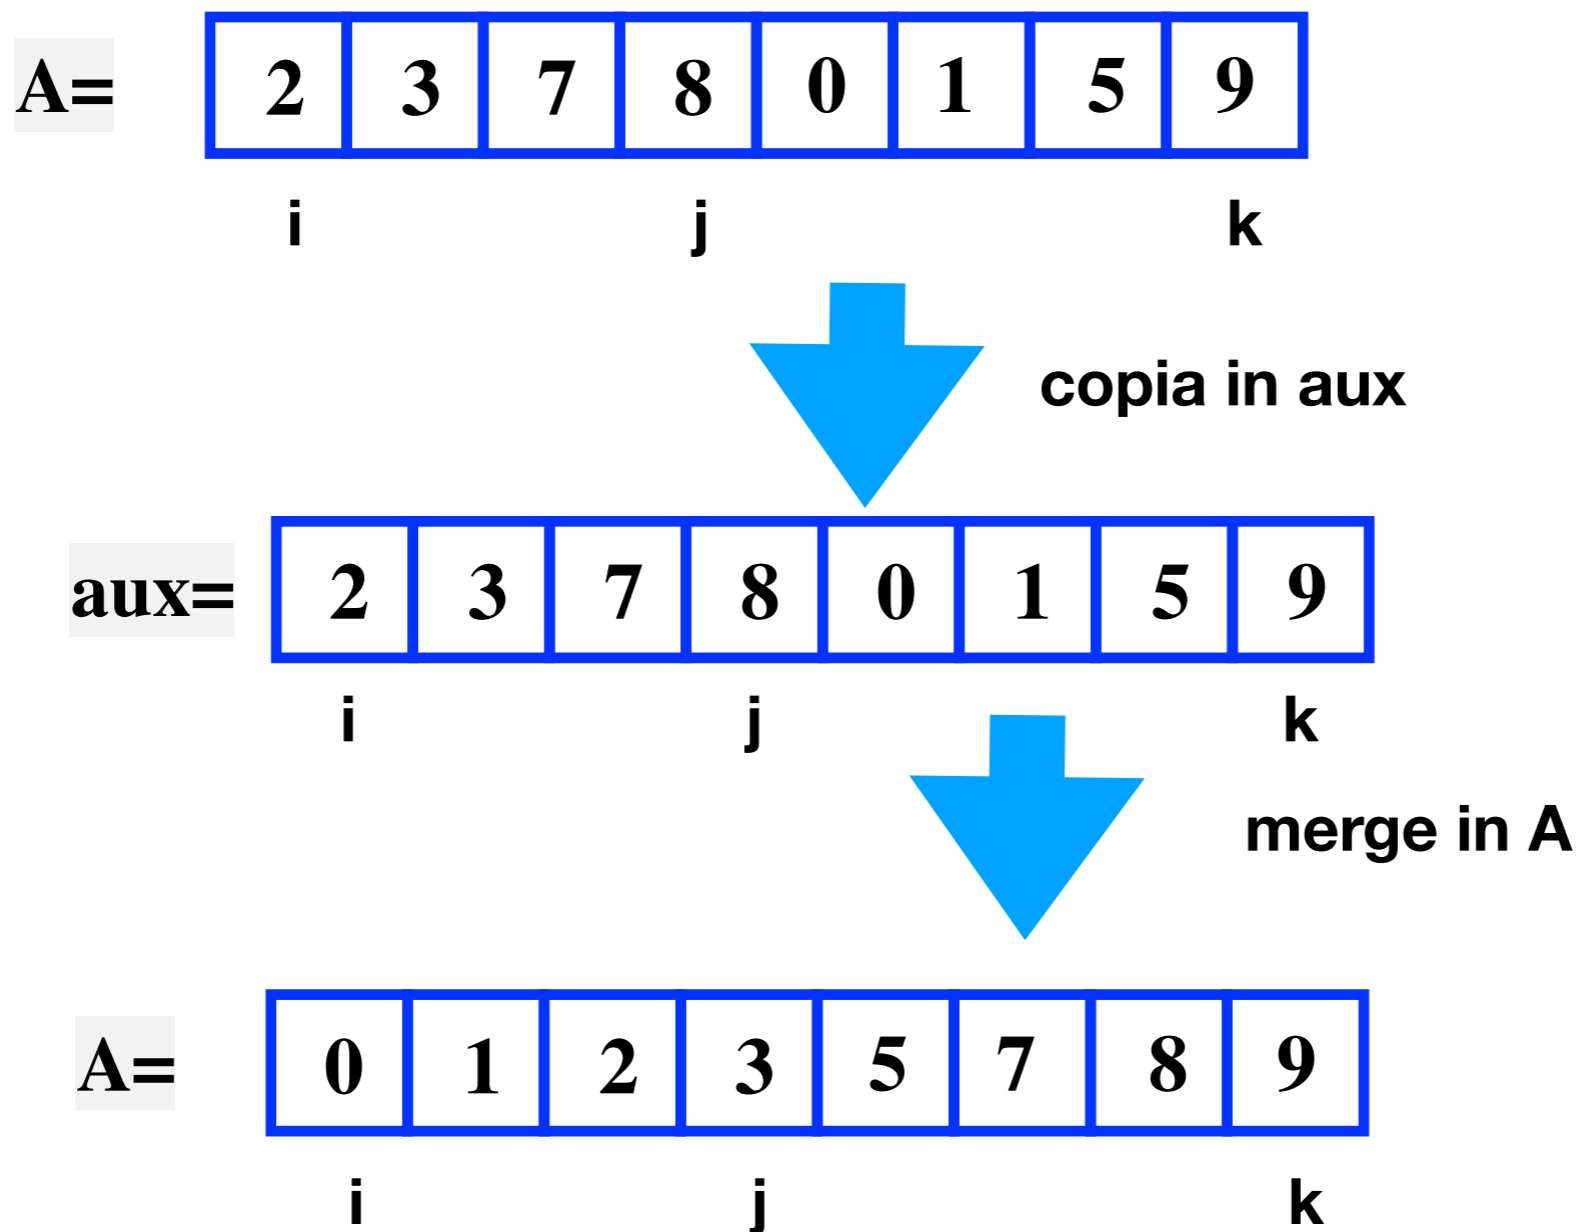 A= 2 3 7 8 0 1 5 9
i j k
copia in aux
aux= 2 3 7 8 0 1 5 9
i j k
merge in A
A= 0 1 2 3 5 7 8 9
i j k